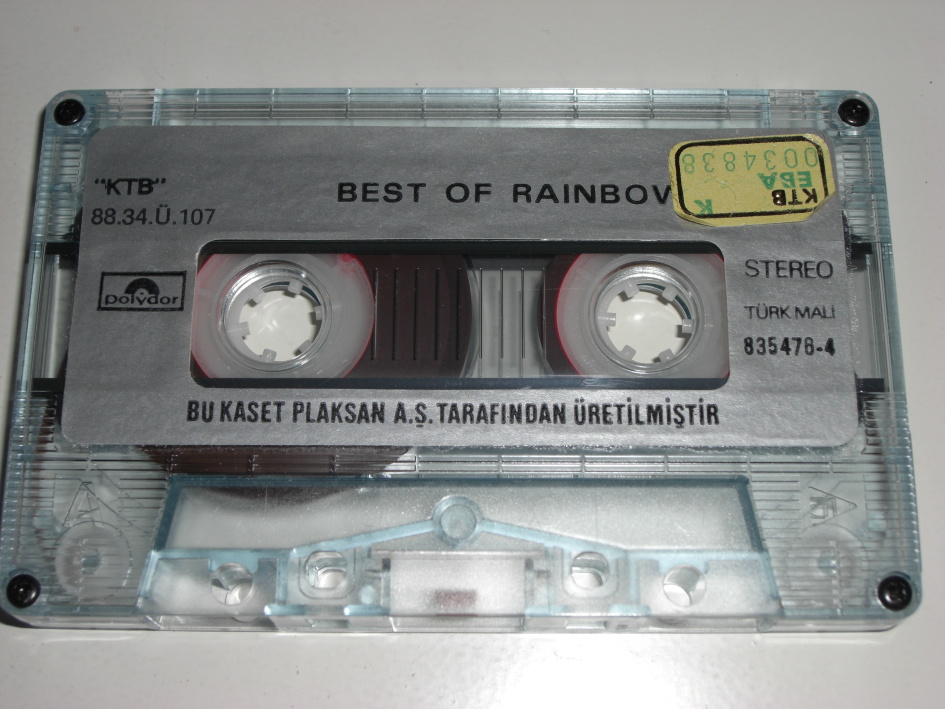 "KTB"
88.34.Ü.107
BEST OF RAINBOW
0034838
EBA
K
KTB
polydor
STEREO
TÜRK MALI
835476-4
BU KASET PLAKSAN A.Ş. TARAFINDAN ÜRETİLMİŞTİR
A